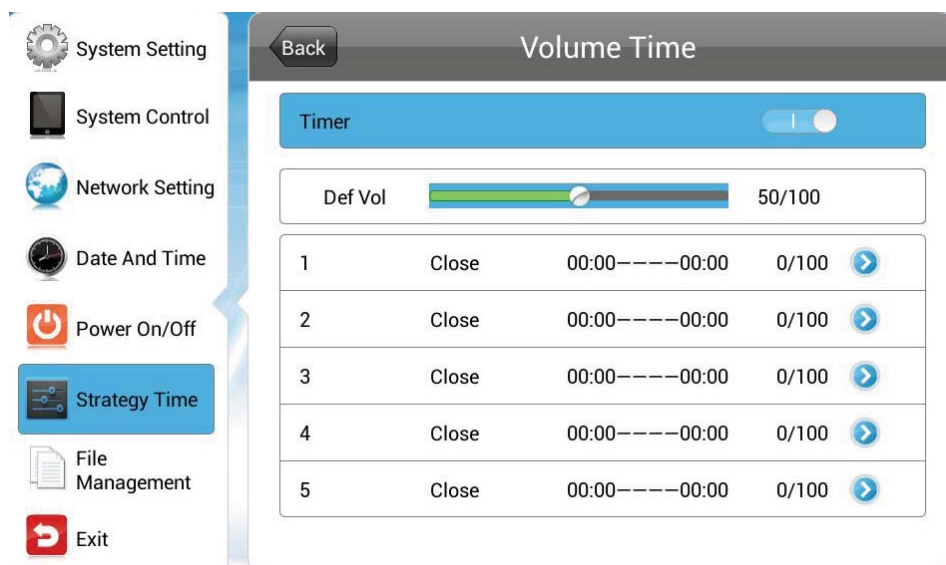 System Setting
System Control
Network Setting
Date And Time
Power On/Off
Strategy Time
File
Management
Exit
Back
Volume Time
Timer
Def Vol 50/100
1 Close 00:00----00:00 0/100
2 Close 00:00----00:00 0/100
3 Close 00:00----00:00 0/100
4 Close 00:00----00:00 0/100
5 Close 00:00----00:00 0/100